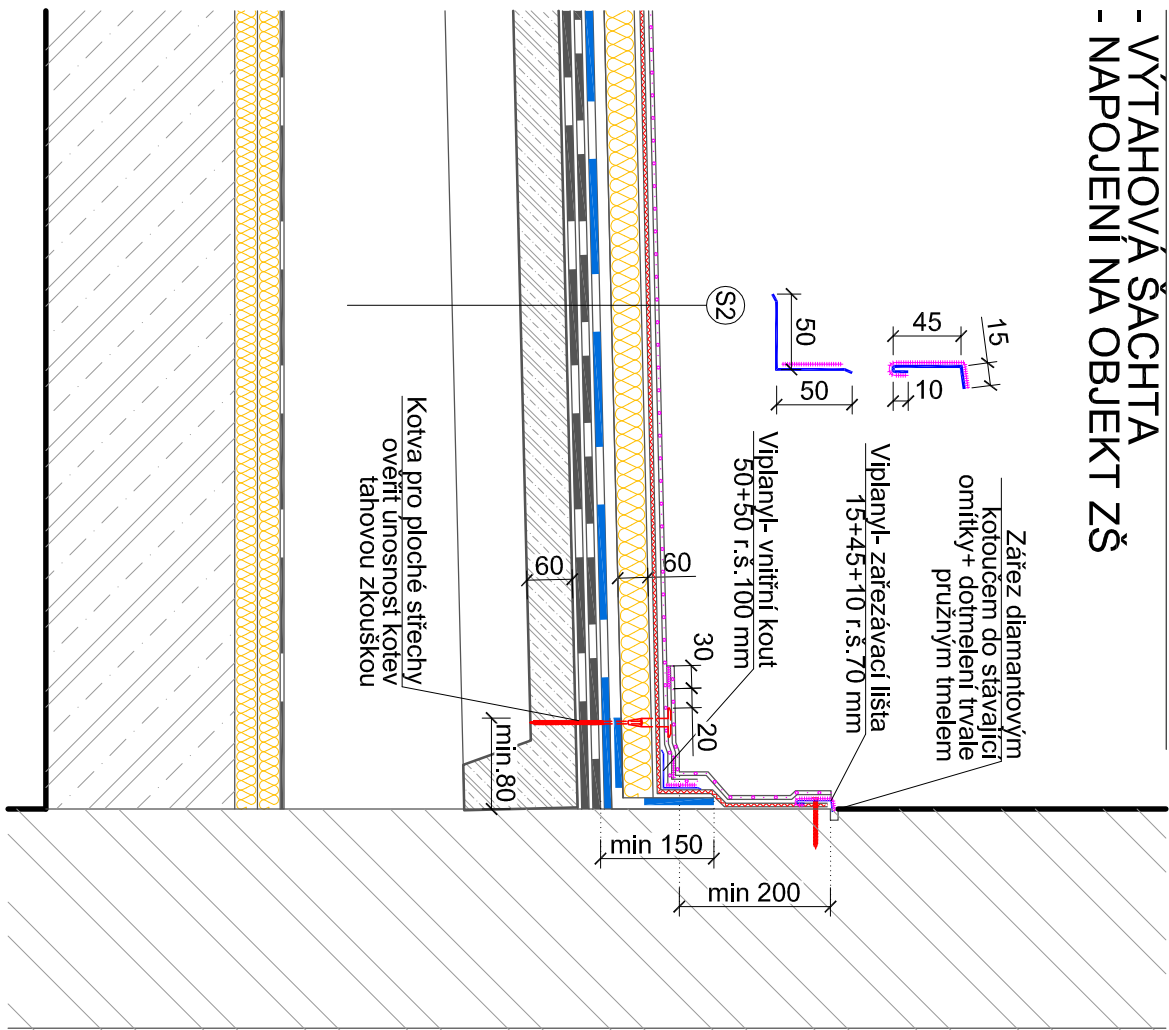 - VÝTAHOVÁ ŠACHTA
- NAPOJENÍ NA OBJEKT ZŠ
15
45
10
50
50
S2
Zářez diamantovým
kotoučem do stávající
omítky+ dotmelení trvale
pružným tmelem
Viplanyl- zařezávací lišta
15+45+10 r.š.70 mm
Viplanyl- vnitřní kout
50+50 r.š.100 mm
Kotva pro ploché střechy
ověřit únosnost kotev
tahovou zkouškou
60
60
30
20
min.80
min 150
min 200